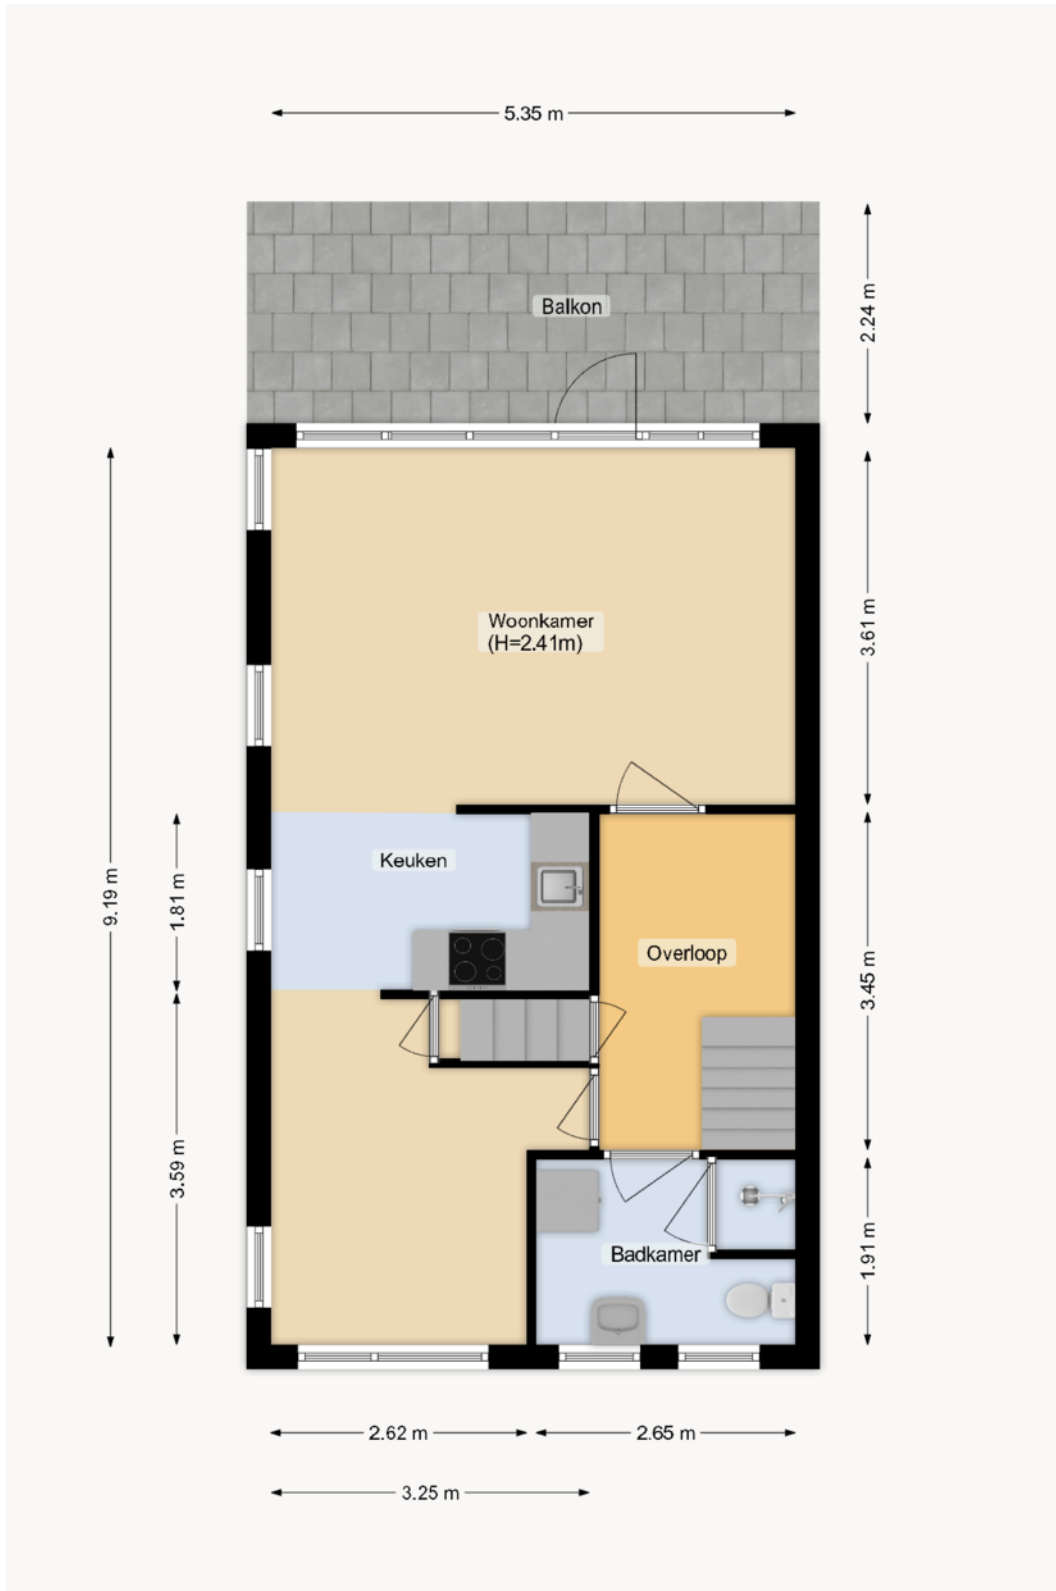 5.35 m
Balkon
2.24 m
Woonkamer
(H=2.41m)
3.61 m
9.19 m
1.81 m
Keuken
Overloop
3.45 m
3.59 m
Badkamer
1.91 m
2.62 m
2.65 m
3.25 m